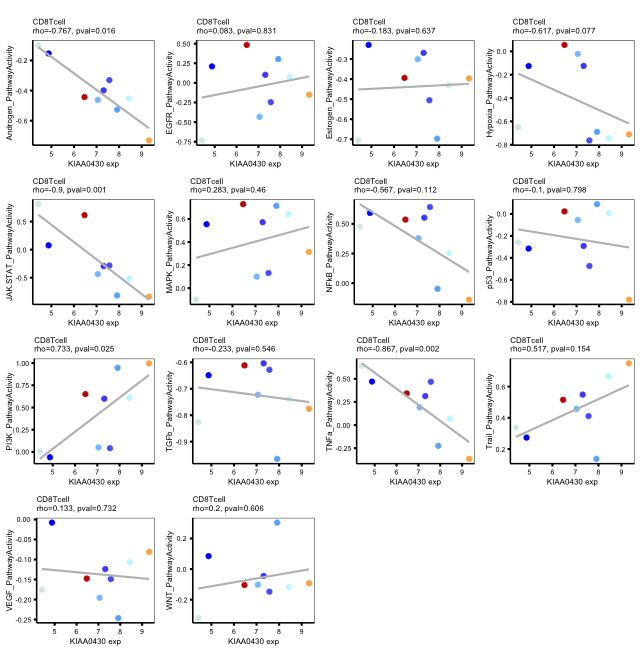 CD8Tcell
rho=-0.767, pval=0.016
Androgen_PathwayActivity
-0.2
-0.4
-0.6
5 6 7 8 9
KIAA0430 exp
CD8Tcell
rho=0.083, pval=0.831
EGFR_PathwayActivity
0.50
0.25
0.00
-0.25
-0.50
-0.75
5 6 7 8 9
KIAA0430 exp
CD8Tcell
rho=-0.183, pval=0.637
Estrogen_PathwayActivity
-0.3
-0.4
-0.5
-0.6
-0.7
5 6 7 8 9
KIAA0430 exp
CD8Tcell
rho=-0.617, pval=0.077
Hypoxia_PathwayActivity
0.0
-0.2
-0.4
-0.6
5 6 7 8 9
KIAA0430 exp
CD8Tcell
rho=-0.9, pval=0.001
JAK.STAT_PathwayActivity
0.5
0.0
-0.5
5 6 7 8 9
KIAA0430 exp
CD8Tcell
rho=0.283, pval=0.46
MAPK_PathwayActivity
0.6
0.4
0.2
0.0
5 6 7 8 9
KIAA0430 exp
CD8Tcell
rho=-0.567, pval=0.112
NFkB_PathwayActivity
0.50
0.25
0.00
5 6 7 8 9
KIAA0430 exp
CD8Tcell
rho=-0.1, pval=0.798
p53_PathwayActivity
0.0
-0.2
-0.4
-0.6
-0.8
5 6 7 8 9
KIAA0430 exp
CD8Tcell
rho=0.733, pval=0.025
PI3K_PathwayActivity
1.00
0.75
0.50
0.25
0.00
5 6 7 8 9
KIAA0430 exp
CD8Tcell
rho=-0.233, pval=0.546
TGFb_PathwayActivity
-0.6
-0.7
-0.8
-0.9
5 6 7 8 9
KIAA0430 exp
CD8Tcell
rho=-0.867, pval=0.002
TNFa_PathwayActivity
0.50
0.25
0.00
-0.25
5 6 7 8 9
KIAA0430 exp
CD8Tcell
rho=0.517, pval=0.154
Trail_PathwayActivity
0.6
0.4
0.2
5 6 7 8 9
KIAA0430 exp
CD8Tcell
rho=0.133, pval=0.732
VEGF_PathwayActivity
0.00
-0.05
-0.10
-0.15
-0.20
-0.25
5 6 7 8 9
KIAA0430 exp
CD8Tcell
rho=0.2, pval=0.606
WNT_PathwayActivity
0.2
0.0
-0.2
5 6 7 8 9
KIAA0430 exp